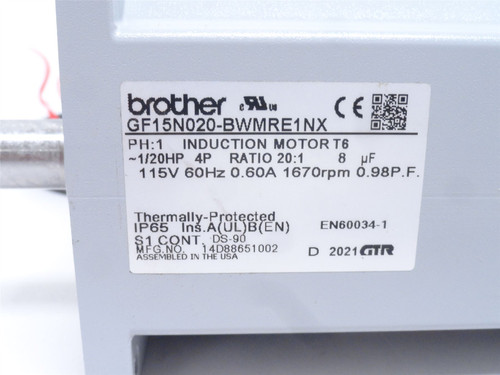 brother
GF15N020-BWMRE1NX
PH:1 INDUCTION MOTOR T6
~1/20HP 4P RATIO 20:1 8 µF
115V 60Hz 0.60A 1670rpm 0.98P.F.
Thermally-Protected
IP65 Ins.A(UL)B(EN) EN60034-1
S1 CONT. DS-90
MFG.NO. 14D88651002
ASSEMBLED IN THE USA
D 2021 GTR